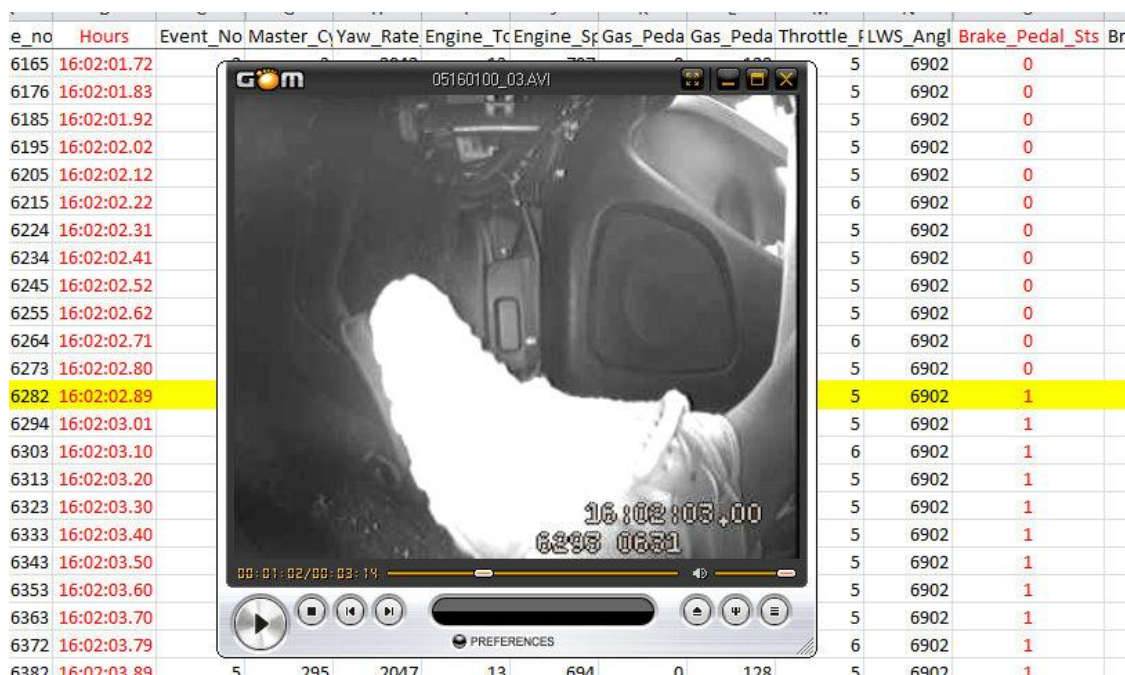 e_no Hours Event_No Master_Cy Yaw_Rate Engine_To Engine_Sp Gas_Peda Gas_Peda Throttle_P LWS_Angl Brake_Pedal_Sts Br
6165 16:02:01.72 5 6902 0
GOM 05160100_03.AVI
6176 16:02:01.83 5 6902 0
6185 16:02:01.92 5 6902 0
6195 16:02:02.02 5 6902 0
6205 16:02:02.12 5 6902 0
6215 16:02:02.22 6 6902 0
6224 16:02:02.31 5 6902 0
6234 16:02:02.41 5 6902 0
6245 16:02:02.52 5 6902 0
6255 16:02:02.62 5 6902 0
6264 16:02:02.71 6 6902 0
6273 16:02:02.80 5 6902 0
6282 16:02:02.89 5 6902 1
6294 16:02:03.01 5 6902 1
6303 16:02:03.10 6 6902 1
6313 16:02:03.20 5 6902 1
6323 16:02:03.30 5 6902 1
16:02:03.00
6333 16:02:03.40 5 6902 1
6293 0631
6343 16:02:03.50 5 6902 1
00:01:02/00:03:14
6353 16:02:03.60 5 6902 1
6363 16:02:03.70 5 6902 1
6372 16:02:03.79 6 6902 1
PREFERENCES
6382 16:02:03.89 5 295 2047 13 694 0 128 5 6902 1